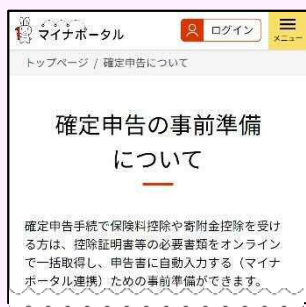 マイナポータル
ログイン
メニュー
トップページ / 確定申告について
確定申告の事前準備
について
確定申告手続で保険料控除や寄附金控除を受け
る方は、控除証明書等の必要書類をオンライン
で一括取得し、申告書に自動入力する（マイナ
ポータル連携）ための事前準備ができます。